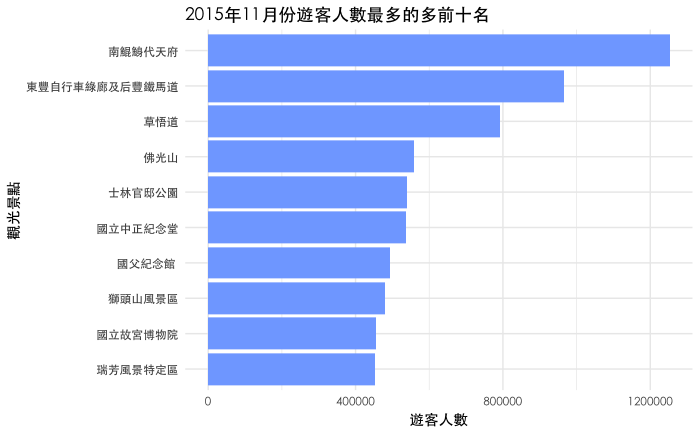 2015年11月份遊客人數最多的多前十名
南鯤鯓代天府
東豐自行車綠廊及后豐鐵馬道
草悟道
佛光山
士林官邸公園
國立中正紀念堂
國父紀念館
獅頭山風景區
國立故宮博物院
瑞芳風景特定區
觀光景點
0 400000 800000 1200000
遊客人數